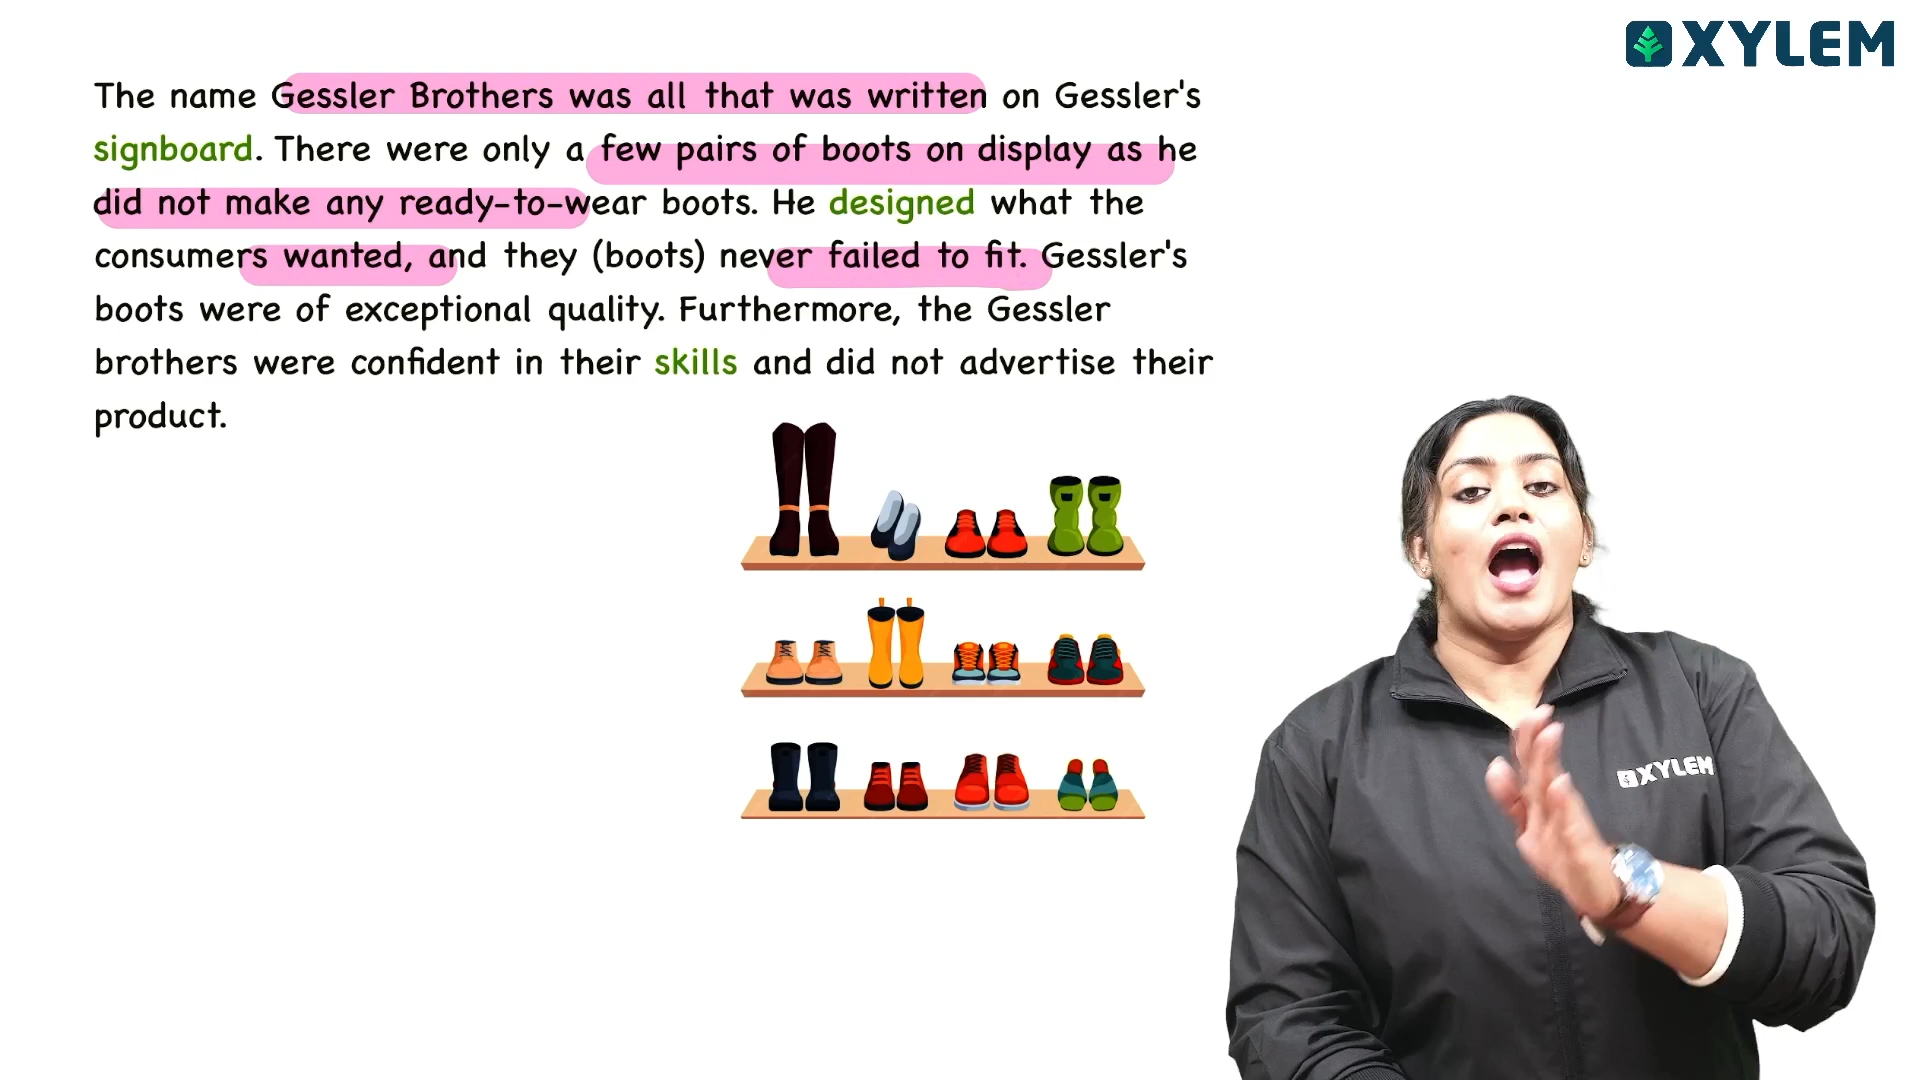 XYLEM
The name Gessler Brothers was all that was written on Gessler's
signboard. There were only a few pairs of boots on display as he
did not make any ready-to-wear boots. He designed what the
consumers wanted, and they (boots) never failed to fit. Gessler's
boots were of exceptional quality. Furthermore, the Gessler
brothers were confident in their skills and did not advertise their
product.
XYLEM